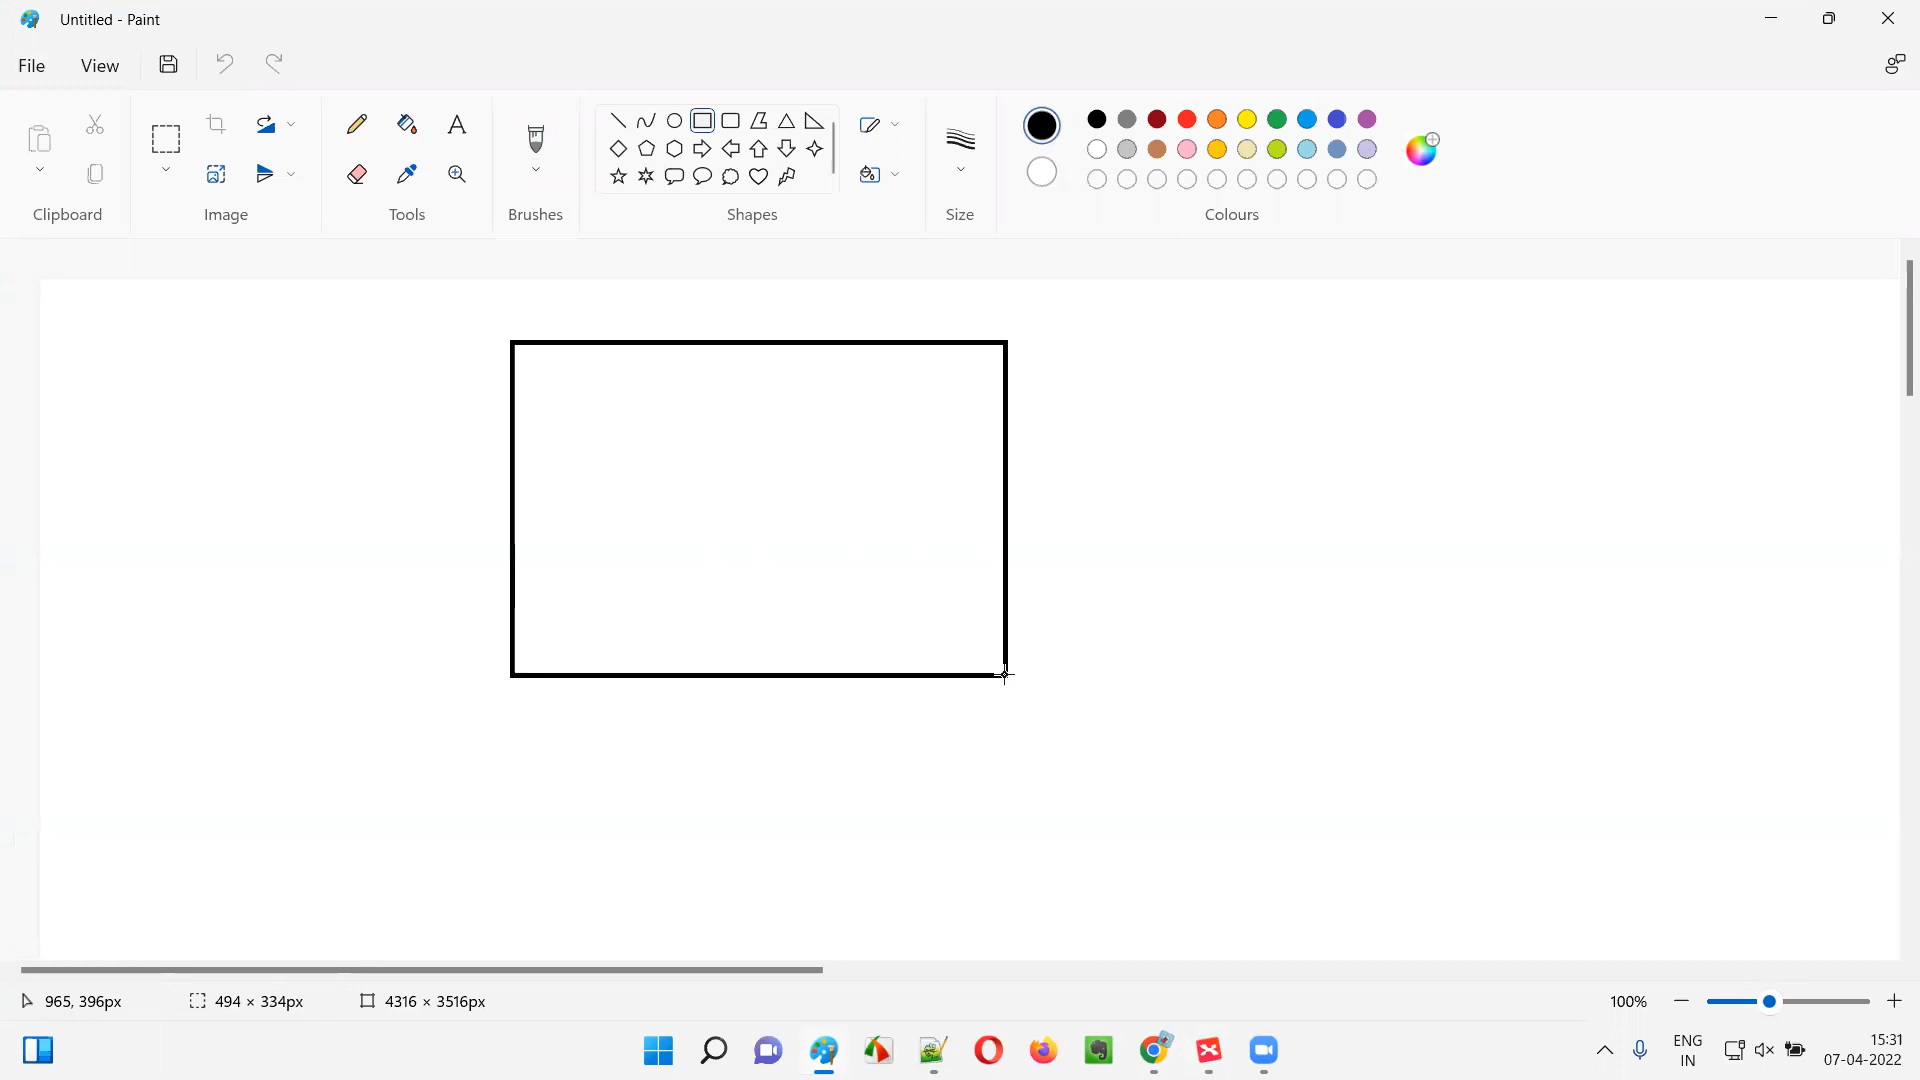 Untitled - Paint
File View
Clipboard Image Tools Brushes Shapes Size Colours
965, 396px 494 × 334px 4316 × 3516px 100%
ENG 15:31
IN 07-04-2022